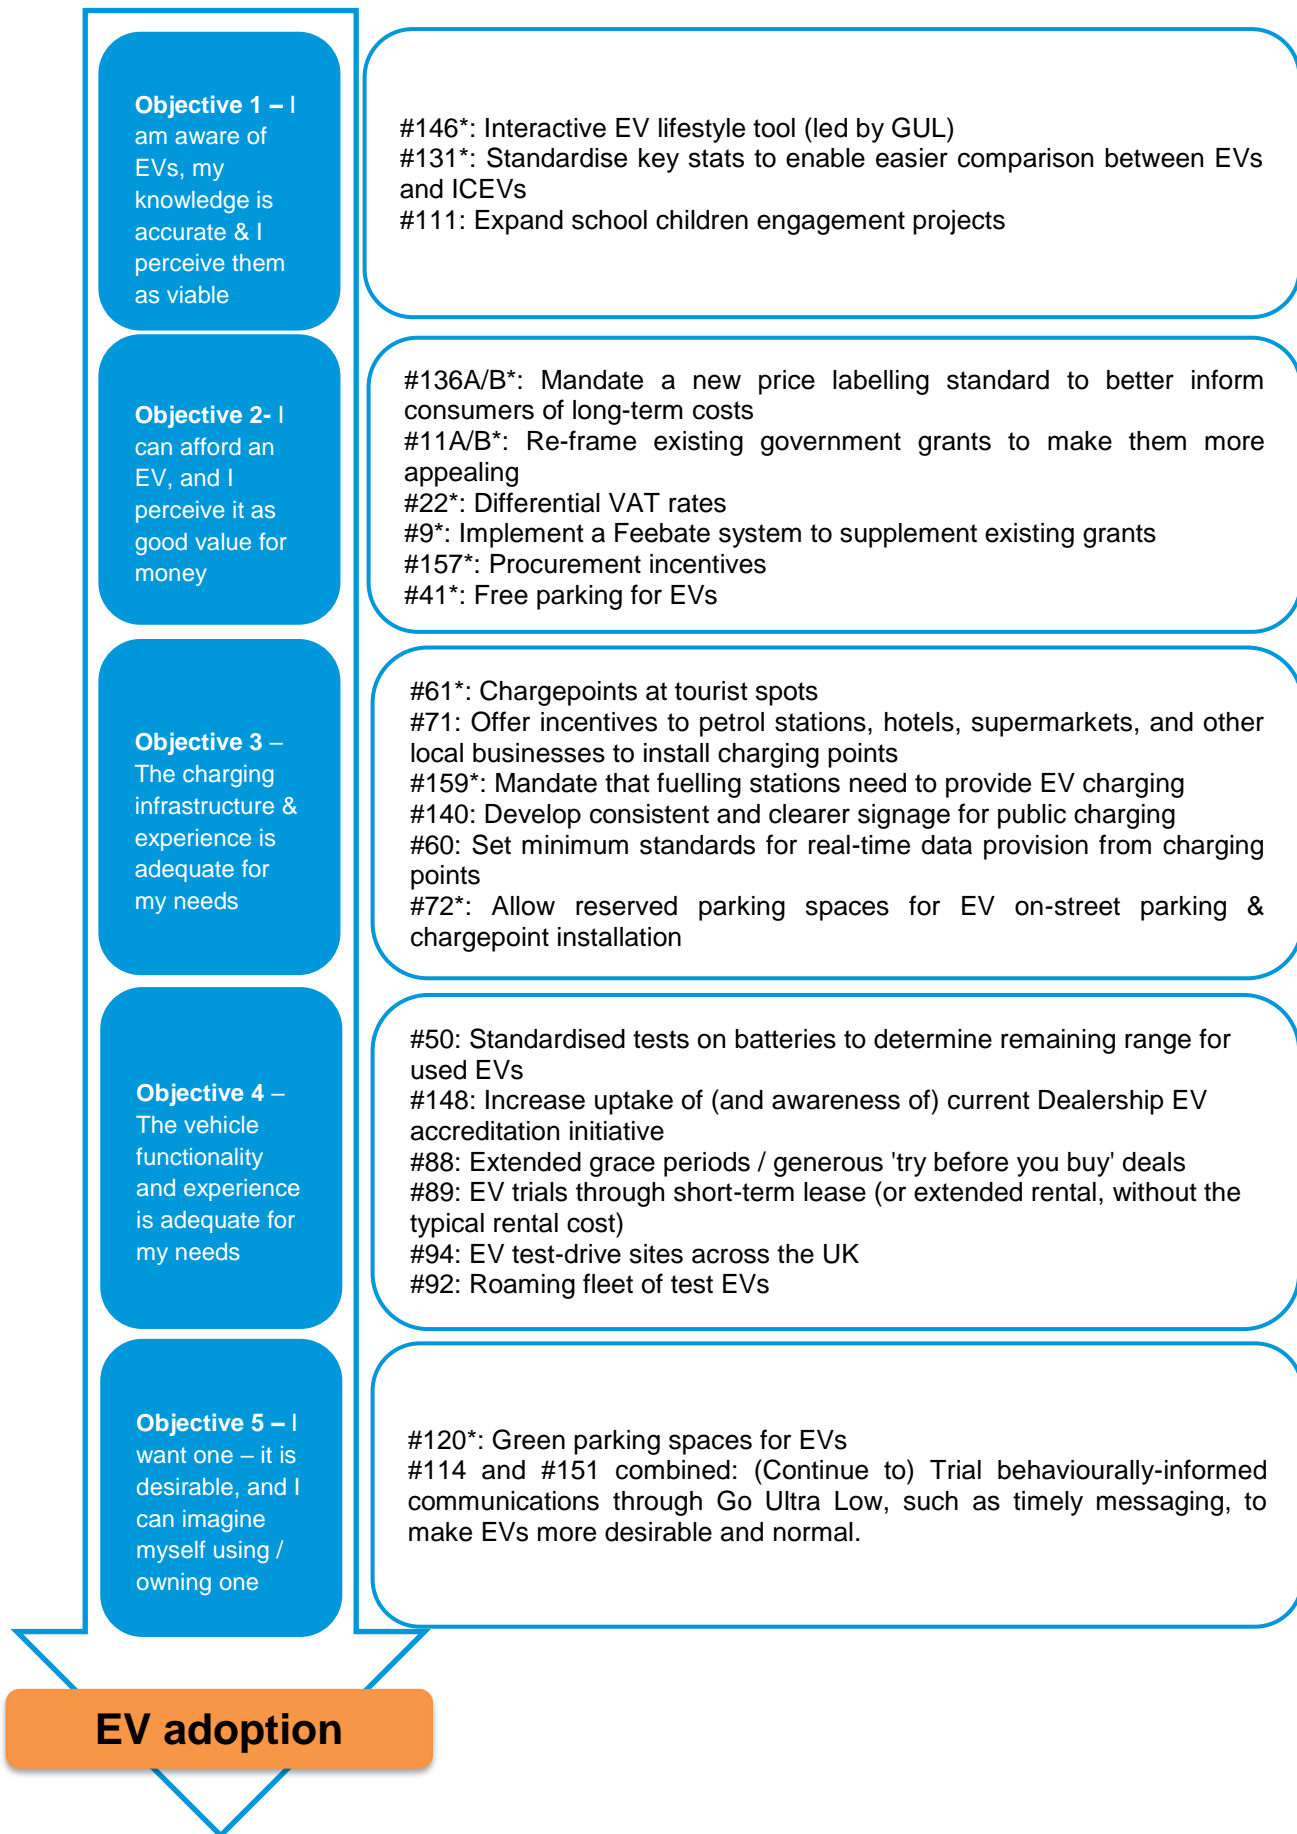 Objective 1 – I
am aware of
EVs, my
knowledge is
accurate & I
perceive them
as viable
#146*: Interactive EV lifestyle tool (led by GUL)
#131*: Standardise key stats to enable easier comparison between EVs
and ICEVs
#111: Expand school children engagement projects
Objective 2- I
can afford an
EV, and I
perceive it as
good value for
money
#136A/B*: Mandate a new price labelling standard to better inform
consumers of long-term costs
#11A/B*: Re-frame existing government grants to make them more
appealing
#22*: Differential VAT rates
#9*: Implement a Feebate system to supplement existing grants
#157*: Procurement incentives
#41*: Free parking for EVs
Objective 3 –
The charging
infrastructure &
experience is
adequate for
my needs
#61*: Chargepoints at tourist spots
#71: Offer incentives to petrol stations, hotels, supermarkets, and other
local businesses to install charging points
#159*: Mandate that fuelling stations need to provide EV charging
#140: Develop consistent and clearer signage for public charging
#60: Set minimum standards for real-time data provision from charging
points
#72*: Allow reserved parking spaces for EV on-street parking &
chargepoint installation
Objective 4 –
The vehicle
functionality
and experience
is adequate for
my needs
#50: Standardised tests on batteries to determine remaining range for
used EVs
#148: Increase uptake of (and awareness of) current Dealership EV
accreditation initiative
#88: Extended grace periods / generous 'try before you buy' deals
#89: EV trials through short-term lease (or extended rental, without the
typical rental cost)
#94: EV test-drive sites across the UK
#92: Roaming fleet of test EVs
Objective 5 – I
want one – it is
desirable, and I
can imagine
myself using /
owning one
#120*: Green parking spaces for EVs
#114 and #151 combined: (Continue to) Trial behaviourally-informed
communications through Go Ultra Low, such as timely messaging, to
make EVs more desirable and normal.
EV adoption